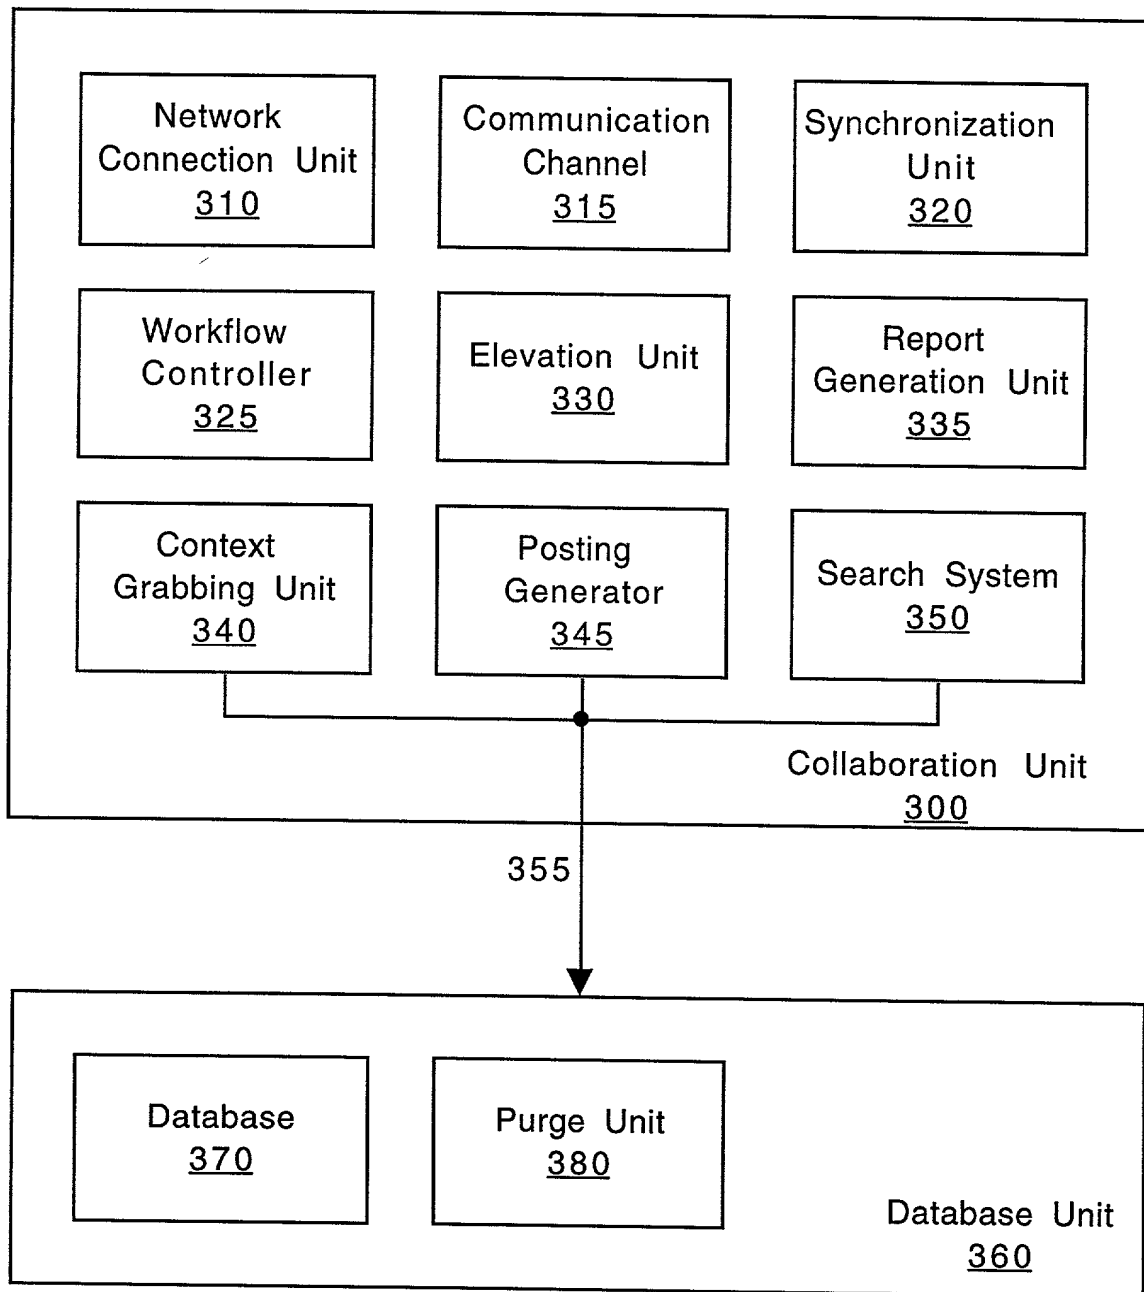 Network
Connection Unit
310
Communication
Channel
315
Synchronization
Unit
320
Workflow
Controller
325
Elevation Unit
330
Report
Generation Unit
335
Context
Grabbing Unit
340
Posting
Generator
345
Search System
350
Collaboration Unit
300
355
Database
370
Purge Unit
380
Database Unit
360